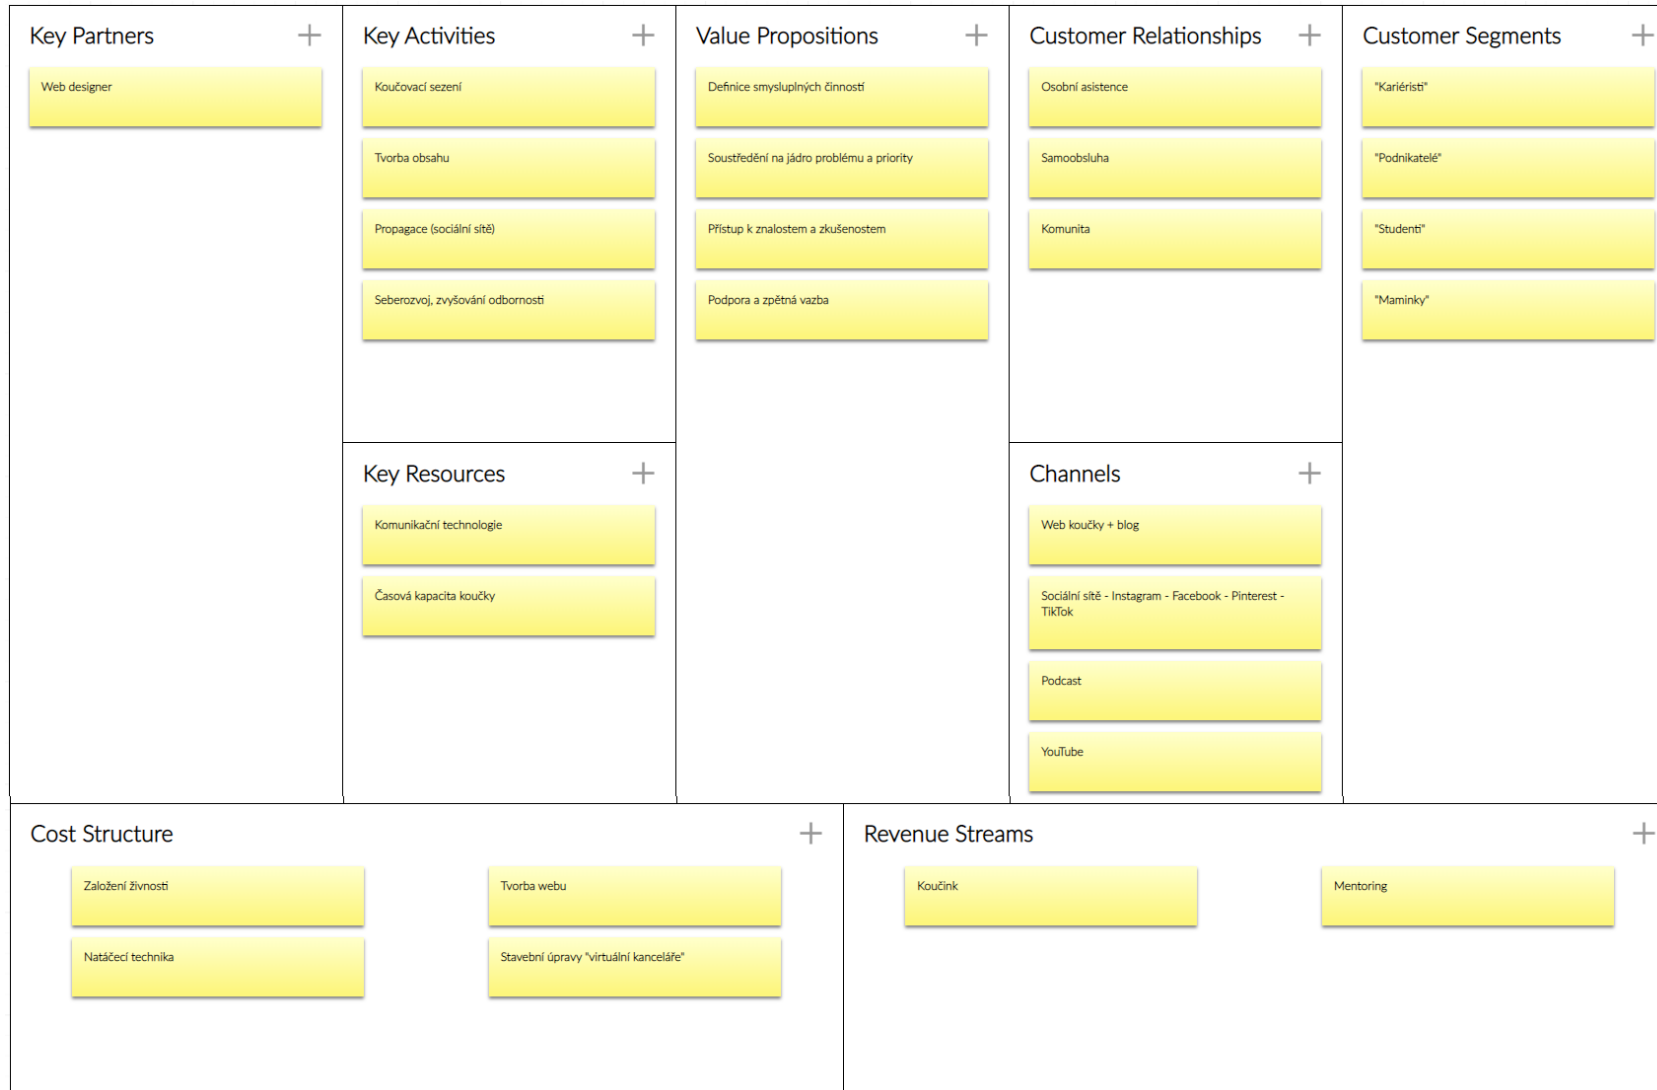 Key Partners
Web designer
Key Activities
Koučovací sezení
Tvorba obsahu
Propagace (sociální sítě)
Seberozvoj, zvyšování odbornosti
Key Resources
Komunikační technologie
Časová kapacita koučky
Value Propositions
Definice smysluplných činností
Soustředění na jádro problému a priority
Přístup k znalostem a zkušenostem
Podpora a zpětná vazba
Customer Relationships
Osobní asistence
Samoobsluha
Komunita
Channels
Web koučky + blog
Sociální sítě - Instagram - Facebook - Pinterest -
TikTok
Podcast
YouTube
Customer Segments
"Kariéristi"
"Podnikatelé"
"Studenti"
"Maminky"
Cost Structure
Založení živnosti
Tvorba webu
Natáčecí technika
Stavební úpravy "virtuální kanceláře"
Revenue Streams
Koučink
Mentoring